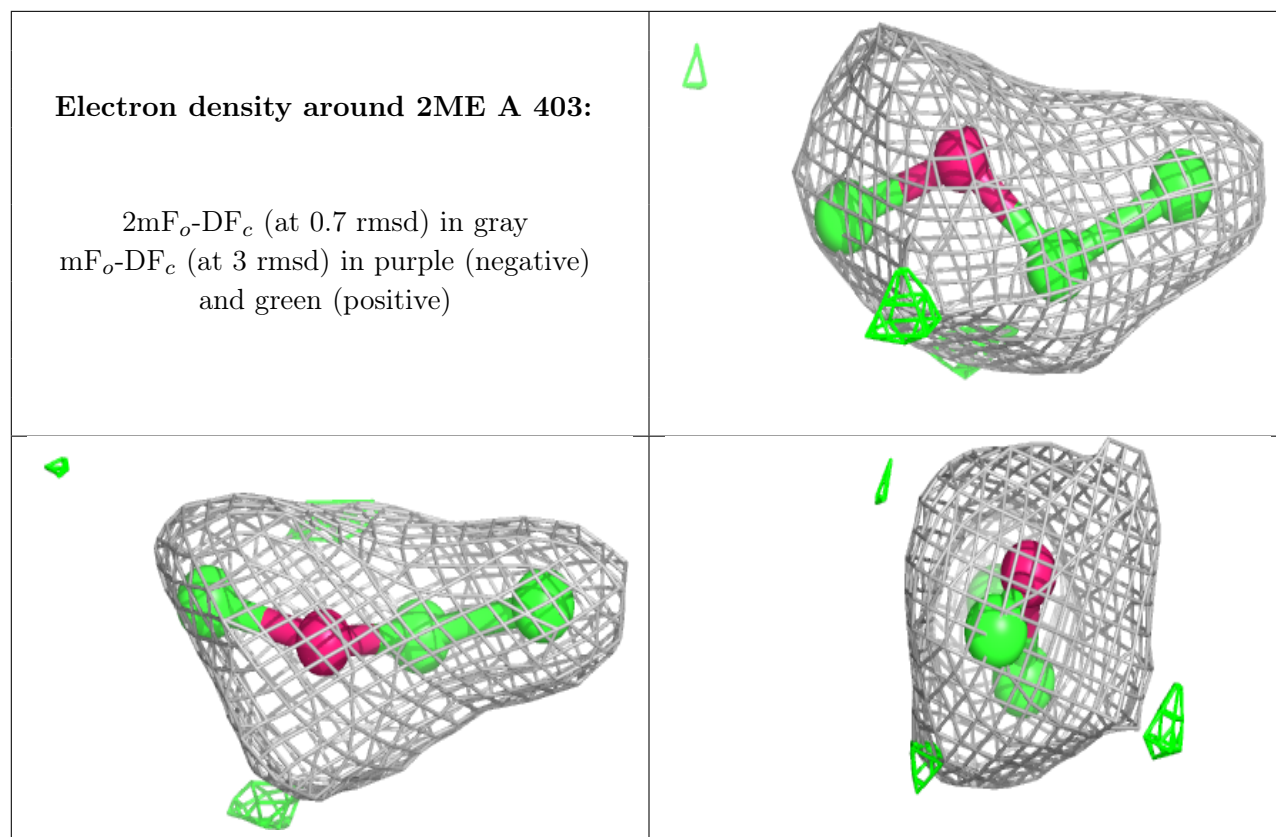 Electron density around 2ME A 403:
2mFo-DFc (at 0.7 rmsd) in gray
mFo-DFc (at 3 rmsd) in purple (negative)
and green (positive)